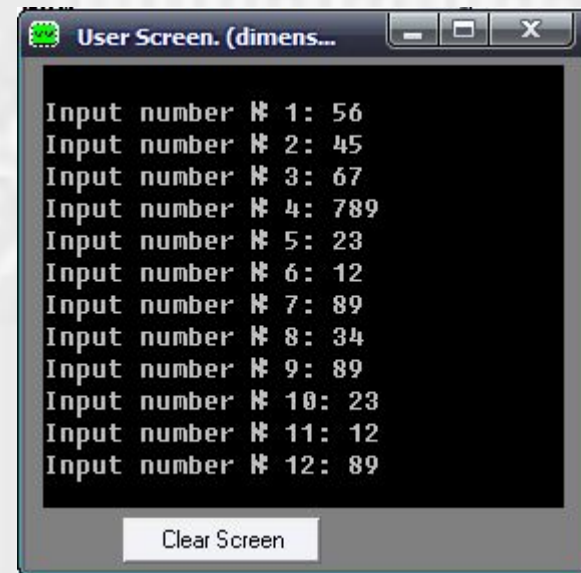 User Screen. (dimens...
Input number № 1: 56
Input number № 2: 45
Input number № 3: 67
Input number № 4: 789
Input number № 5: 23
Input number № 6: 12
Input number № 7: 89
Input number № 8: 34
Input number № 9: 89
Input number № 10: 23
Input number № 11: 12
Input number № 12: 89
Clear Screen